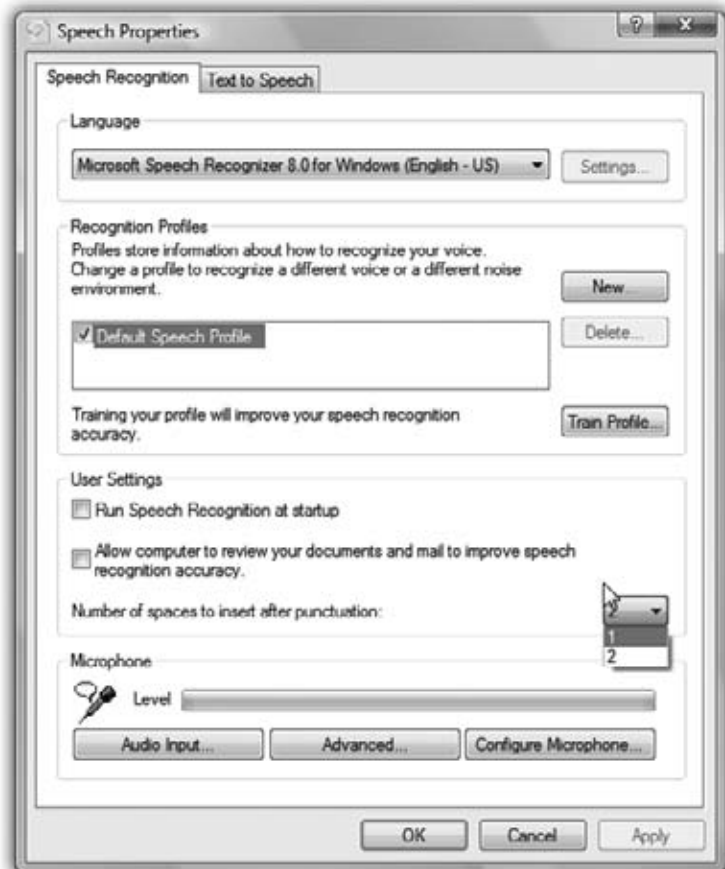 Speech Properties
?
Speech Recognition
Text to Speech
Language
Microsoft Speech Recognizer 8.0 for Windows (English - US)
Settings...
Recognition Profiles
Profiles store information about how to recognize your voice.
Change a profile to recognize a different voice or a different noise
environment.
New...
Default Speech Profile
Delete...
Training your profile will improve your speech recognition
accuracy.
Train Profile...
User Settings
Run Speech Recognition at startup
Allow computer to review your documents and mail to improve speech
recognition accuracy.
Number of spaces to insert after punctuation:
2
1
2
Microphone
Level
Audio Input...
Advanced...
Configure Microphone...
OK
Cancel
Apply